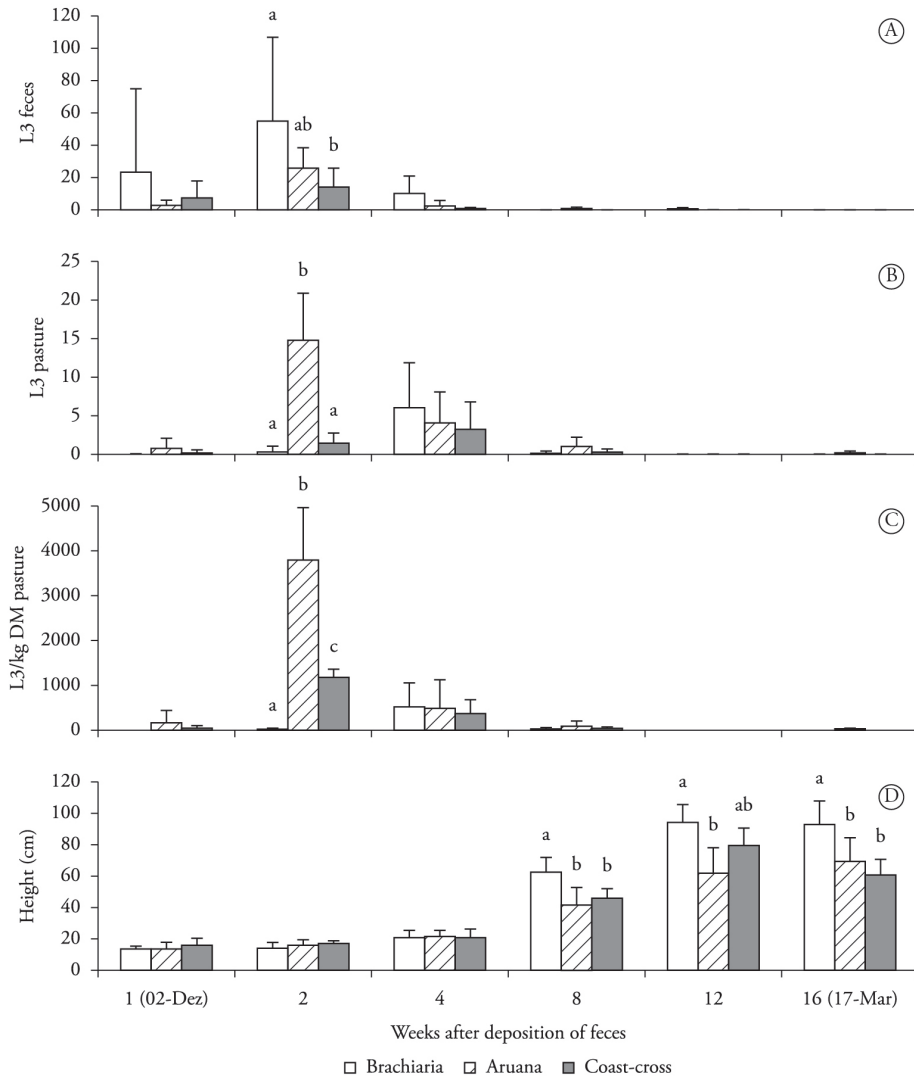 120
100
80
60
40
20
0
L3 feces
a
ab
b
A
25
20
15
10
5
0
L3 pasture
a
b
a
B
5000
4000
3000
2000
1000
0
L3/kg DM pasture
a
b
c
C
120
100
80
60
40
20
0
Height (cm)
a
b
b
a
b
ab
a
b
b
D
1 (02-Dez) 2 4 8 12 16 (17-Mar)
Weeks after deposition of feces
Brachiaria Aruana Coast-cross